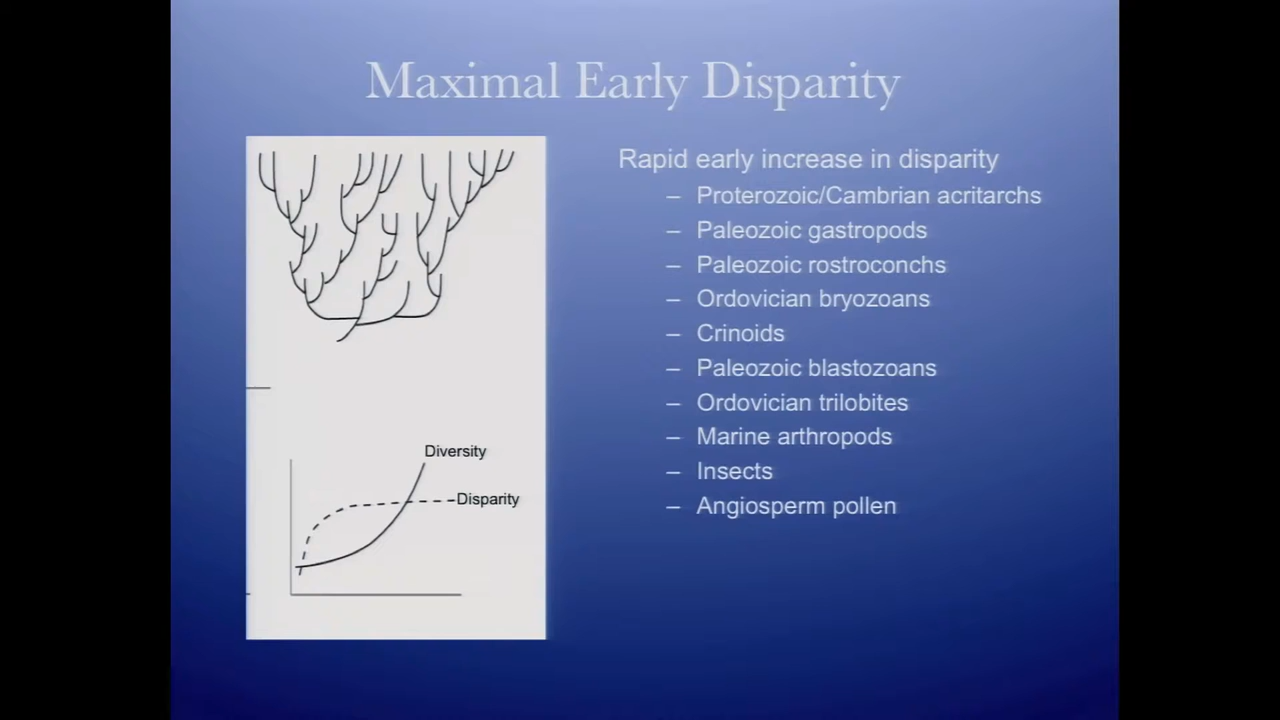 Maximal Early Disparity
Rapid early increase in disparity
– Proterozoic/Cambrian acritarchs
– Paleozoic gastropods
– Paleozoic rostroconchs
– Ordovician bryozoans
– Crinoids
– Paleozoic blastozoans
– Ordovician trilobites
– Marine arthropods
– Insects
– Angiosperm pollen
Diversity
Disparity